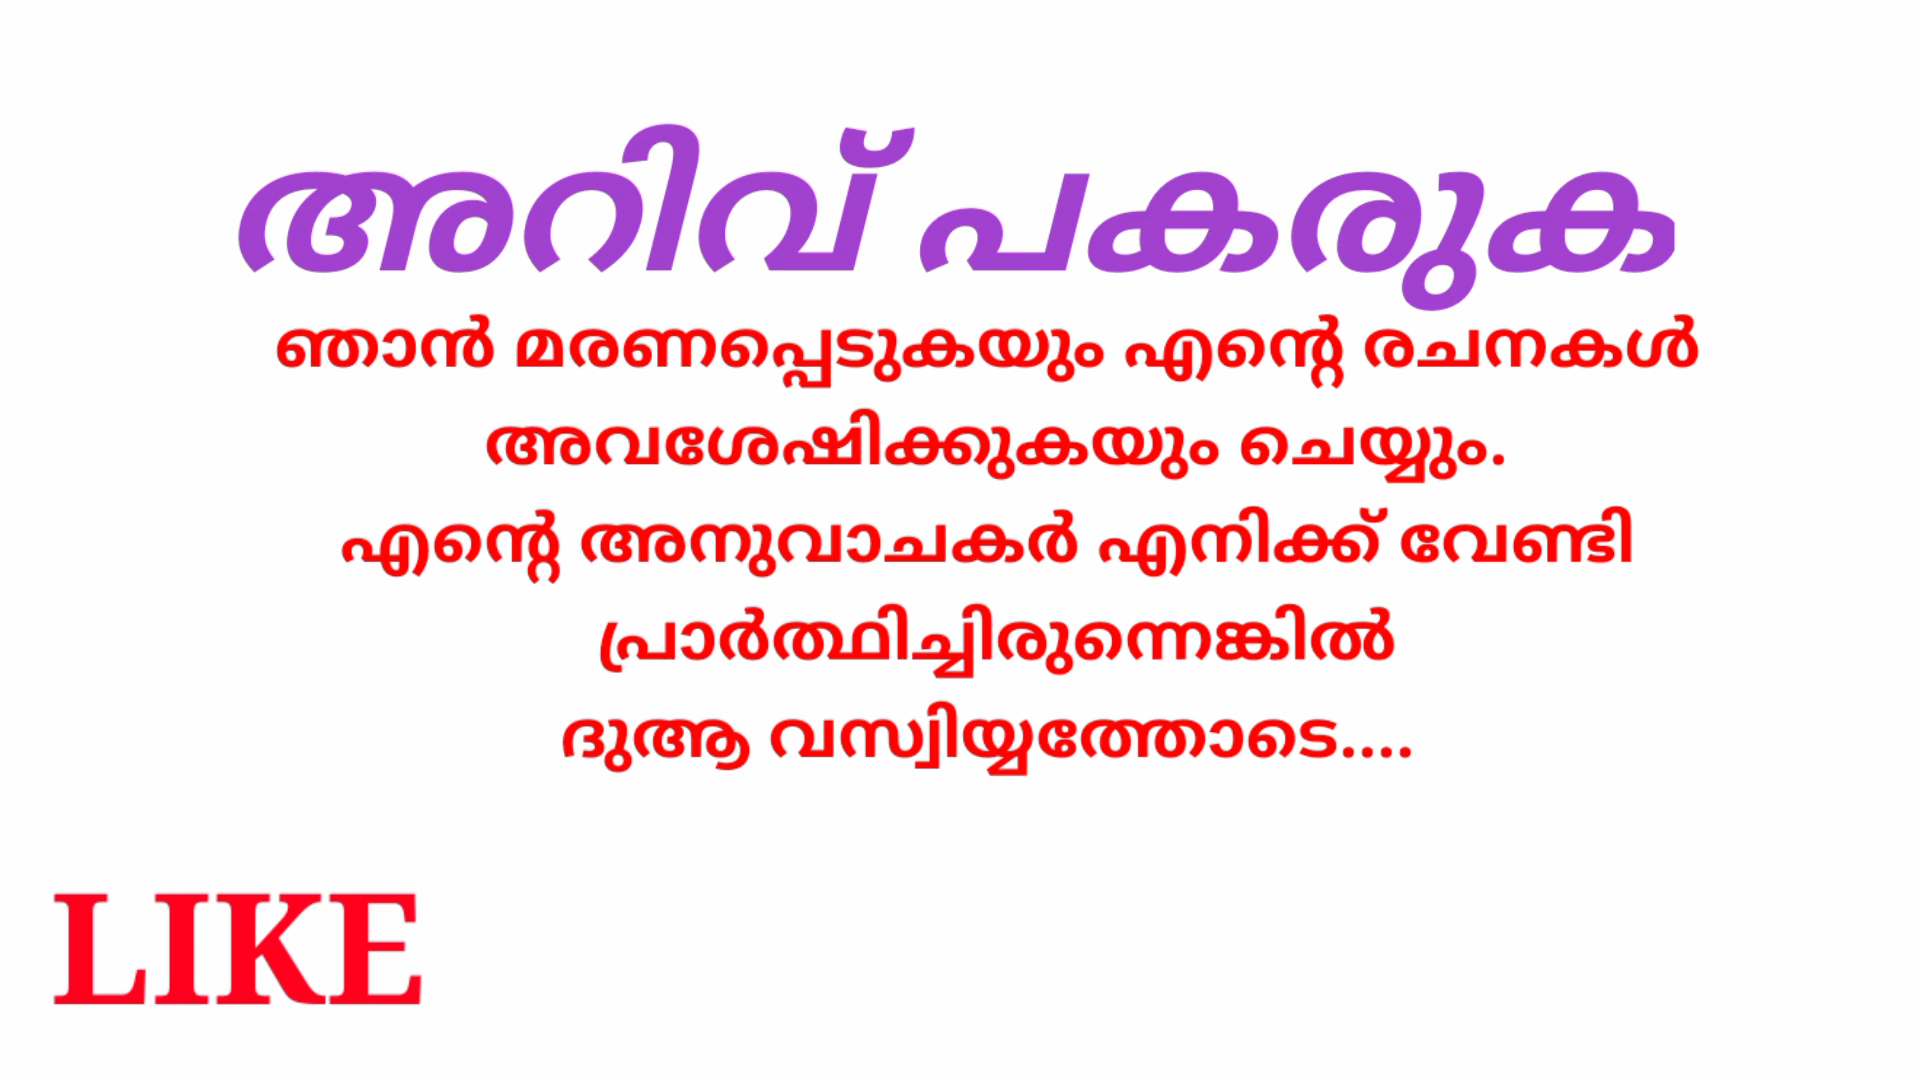 അറിവ് പകരുക
ഞാൻ മരണപ്പെടുകയും എന്റെ രചനകൾ
അവശേഷിക്കുകയും ചെയ്യും.
എന്റെ അനുവാചകർ എനിക്ക് വേണ്ടി
പ്രാർത്ഥിച്ചിരുന്നെങ്കിൽ
ദുആ വസ്വിയ്യത്തോടെ....
LIKE